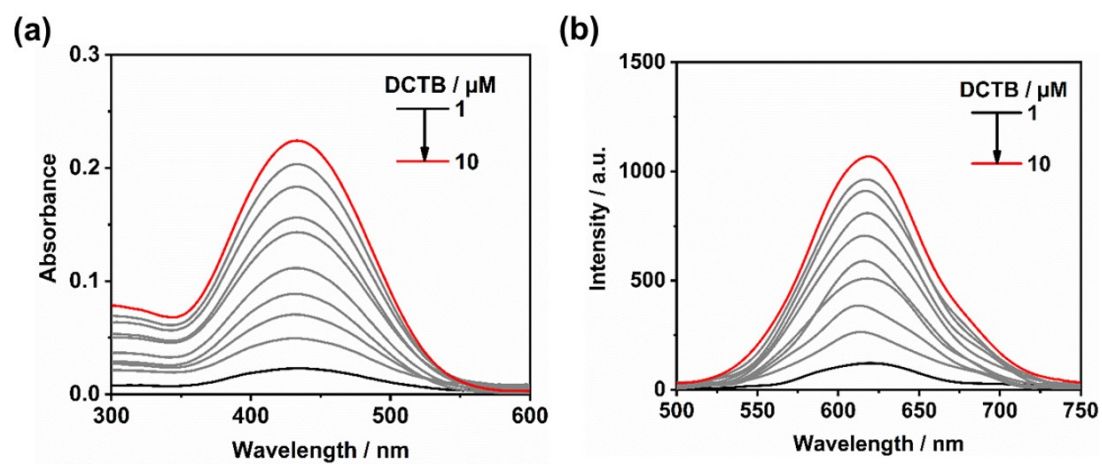 (a)
0.3
0.2
0.1
0.0
Absorbance
DCTB / μM
1
10
300
400
500
600
Wavelength / nm
(b)
1500
1000
500
0
Intensity / a.u.
DCTB / μM
1
10
500
550
600
650
700
750
Wavelength / nm